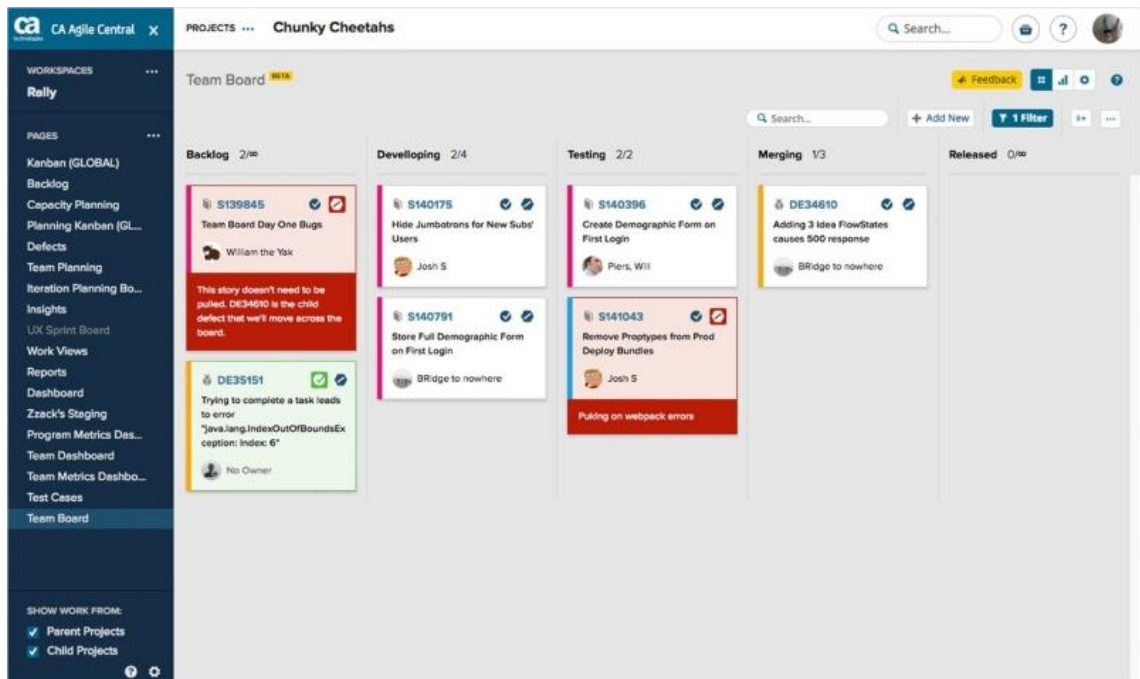 ca
technologies
CA Agile Central X
WORKSPACES ...
Rally
PAGES ...
Kanban (GLOBAL)
Backlog
Capacity Planning
Planning Kanban (GL...
Defects
Team Planning
Iteration Planning Bo...
Insights
UX Sprint Board
Work Views
Reports
Dashboard
Zzack's Staging
Program Metrics Das...
Team Dashboard
Team Metrics Dashbo...
Test Cases
Team Board
SHOW WORK FROM:
Parent Projects
Child Projects
?
PROJECTS ... Chunky Cheetahs
Search... ?
Team Board BETA
Feedback ?
Search... + Add New 1 Filter ...
Backlog 2/∞
S139845
Team Board Day One Bugs
William the Yak
This story doesn't need to be
pulled. DE34610 is the child
defect that we'll move across the
board.
DE35151
Trying to complete a task leads
to error
"java.lang.IndexOutOfBoundsEx
ception: Index: 6"
No Owner
Develloping 2/4
S140175
Hide Jumbotrons for New Subs'
Users
Josh S
S140791
Store Full Demographic Form
on First Login
BRidge to nowhere
Testing 2/2
S140396
Create Demographic Form on
First Login
Piers, Will
S141043
Remove Proptypes from Prod
Deploy Bundles
Josh S
Puking on webpack errors
Merging 1/3
DE34610
Adding 3 Idea FlowStates
causes 500 response
BRidge to nowhere
Released 0/∞